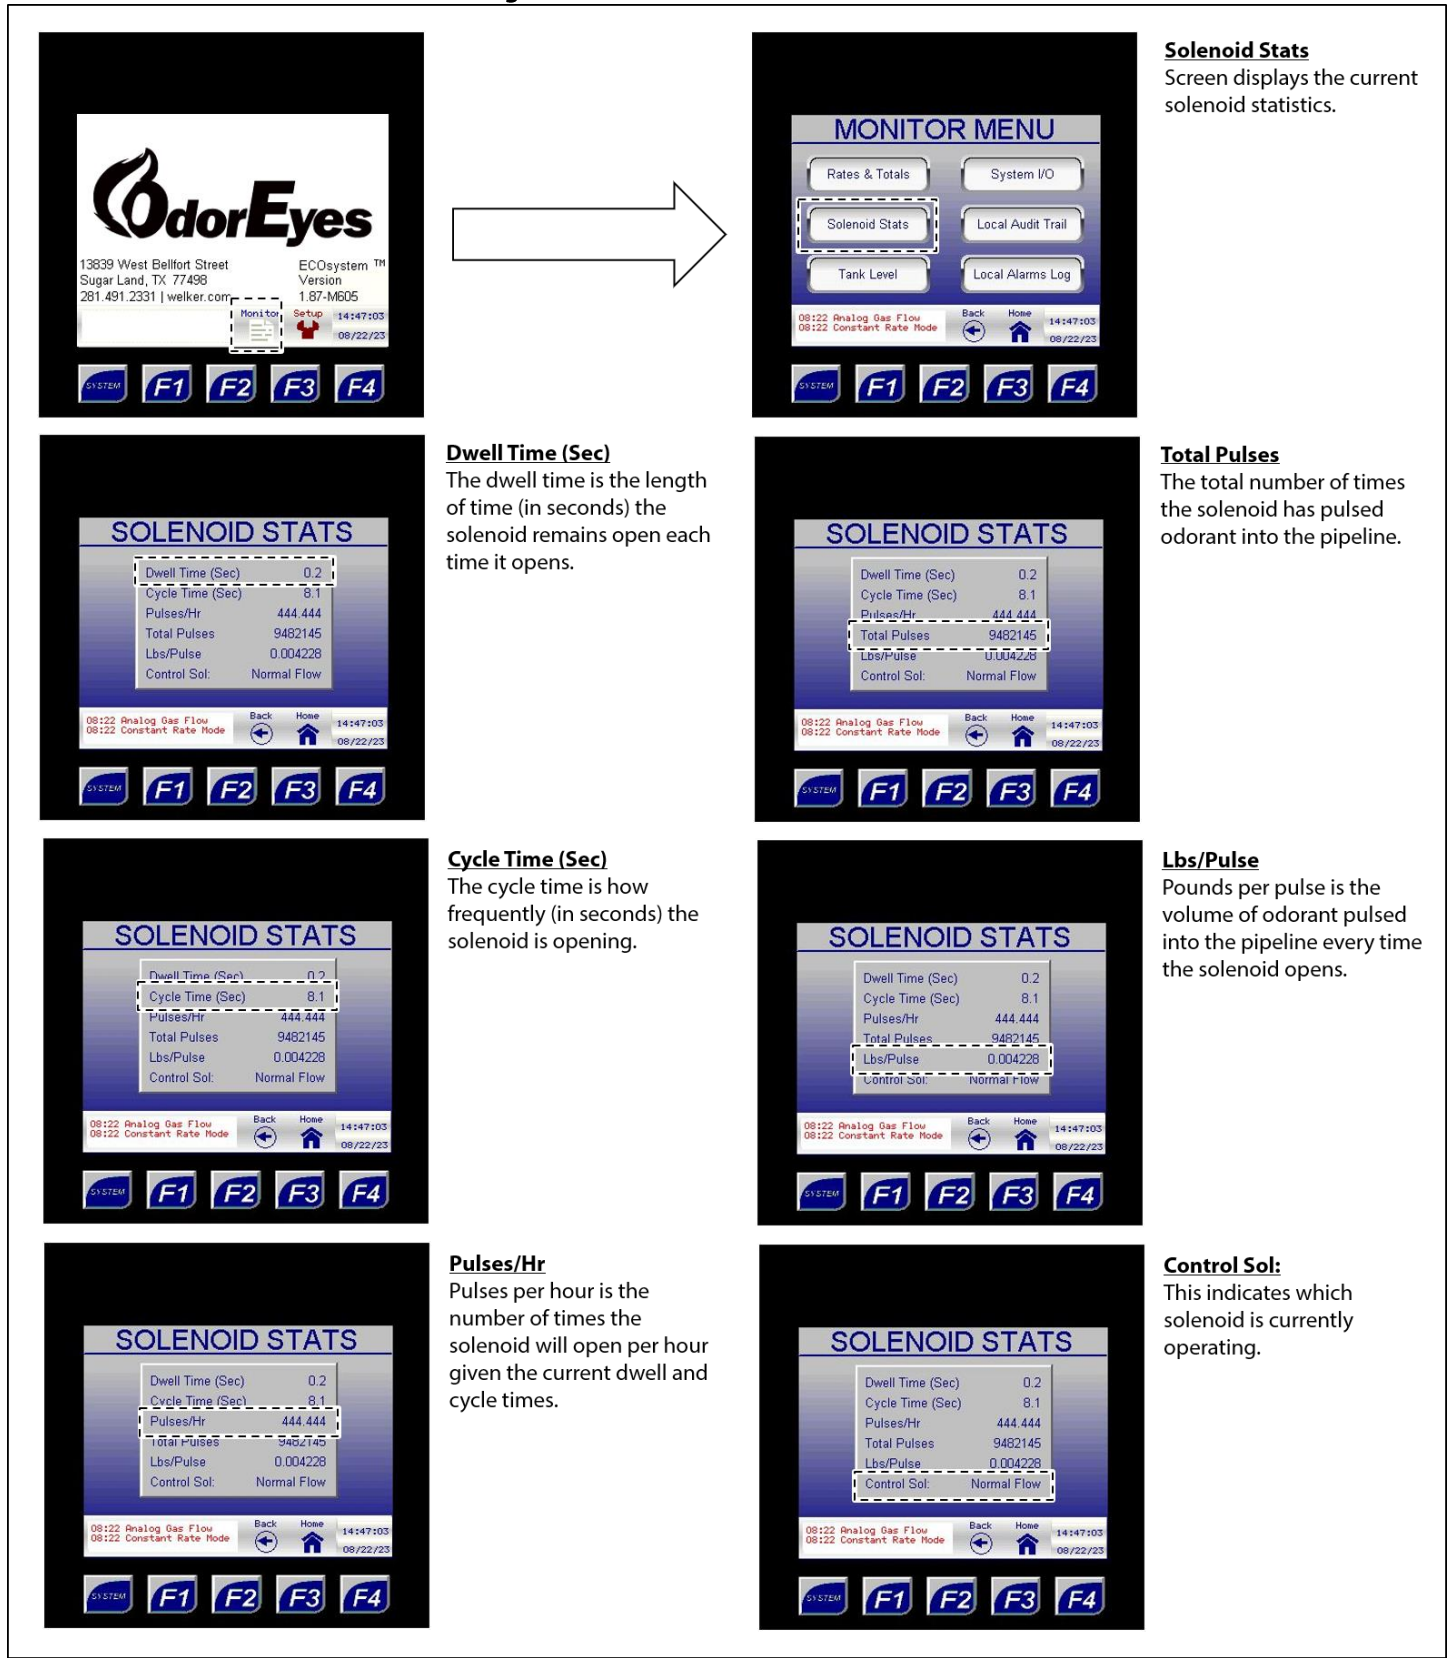 OdorEyes
13839 West Bellfort Street
Sugar Land, TX 77498
281.491.2331 | welker.com
ECOsystem ™
Version
1.87-M605
Monitor
Setup
14:47:03
08/22/23
SYSTEM F1 F2 F3 F4
MONITOR MENU
Rates & Totals System I/O
Solenoid Stats Local Audit Trail
Tank Level Local Alarms Log
08:22 Analog Gas Flow
08:22 Constant Rate Mode
Back Home
14:47:03
08/22/23
SYSTEM F1 F2 F3 F4
Solenoid Stats
Screen displays the current
solenoid statistics.
SOLENOID STATS
Dwell Time (Sec) 0.2
Cycle Time (Sec) 8.1
Pulses/Hr 444.444
Total Pulses 9482145
Lbs/Pulse 0.004228
Control Sol: Normal Flow
08:22 Analog Gas Flow
08:22 Constant Rate Mode
Back Home
14:47:03
08/22/23
SYSTEM F1 F2 F3 F4
Dwell Time (Sec)
The dwell time is the length
of time (in seconds) the
solenoid remains open each
time it opens.
SOLENOID STATS
Dwell Time (Sec) 0.2
Cycle Time (Sec) 8.1
Pulses/Hr 444.444
Total Pulses 9482145
Lbs/Pulse 0.004228
Control Sol: Normal Flow
08:22 Analog Gas Flow
08:22 Constant Rate Mode
Back Home
14:47:03
08/22/23
SYSTEM F1 F2 F3 F4
Total Pulses
The total number of times
the solenoid has pulsed
odorant into the pipeline.
SOLENOID STATS
Dwell Time (Sec) 0.2
Cycle Time (Sec) 8.1
Pulses/Hr 444.444
Total Pulses 9482145
Lbs/Pulse 0.004228
Control Sol: Normal Flow
08:22 Analog Gas Flow
08:22 Constant Rate Mode
Back Home
14:47:03
08/22/23
SYSTEM F1 F2 F3 F4
Cycle Time (Sec)
The cycle time is how
frequently (in seconds) the
solenoid is opening.
SOLENOID STATS
Dwell Time (Sec) 0.2
Cycle Time (Sec) 8.1
Pulses/Hr 444.444
Total Pulses 9482145
Lbs/Pulse 0.004228
Control Sol: Normal Flow
08:22 Analog Gas Flow
08:22 Constant Rate Mode
Back Home
14:47:03
08/22/23
SYSTEM F1 F2 F3 F4
Lbs/Pulse
Pounds per pulse is the
volume of odorant pulsed
into the pipeline every time
the solenoid opens.
SOLENOID STATS
Dwell Time (Sec) 0.2
Cycle Time (Sec) 8.1
Pulses/Hr 444.444
Total Pulses 9482145
Lbs/Pulse 0.004228
Control Sol: Normal Flow
08:22 Analog Gas Flow
08:22 Constant Rate Mode
Back Home
14:47:03
08/22/23
SYSTEM F1 F2 F3 F4
Pulses/Hr
Pulses per hour is the
number of times the
solenoid will open per hour
given the current dwell and
cycle times.
SOLENOID STATS
Dwell Time (Sec) 0.2
Cycle Time (Sec) 8.1
Pulses/Hr 444.444
Total Pulses 9482145
Lbs/Pulse 0.004228
Control Sol: Normal Flow
08:22 Analog Gas Flow
08:22 Constant Rate Mode
Back Home
14:47:03
08/22/23
SYSTEM F1 F2 F3 F4
Control Sol:
This indicates which
solenoid is currently
operating.